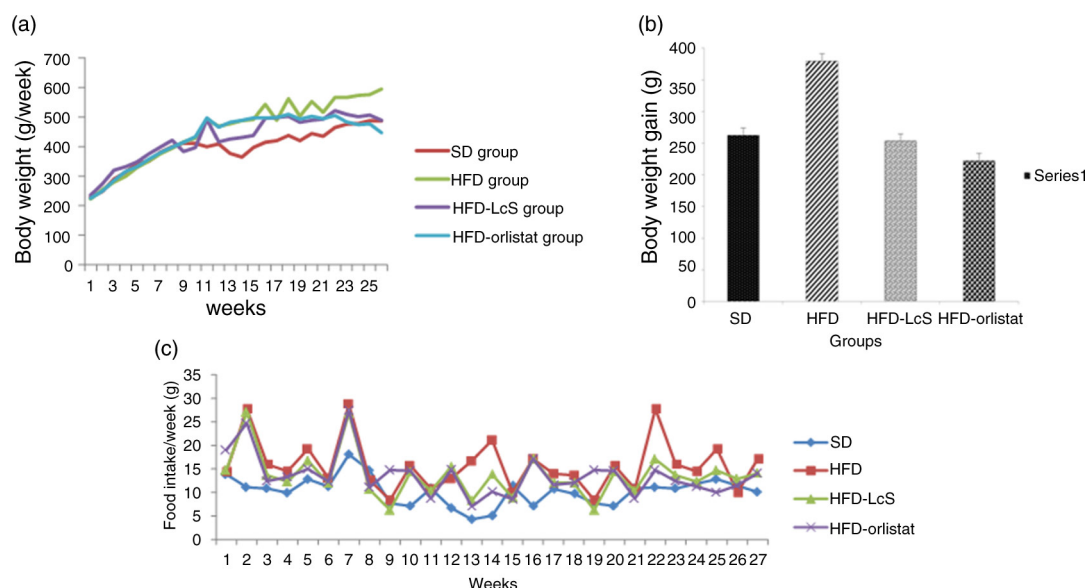 (a)
700
600
500
400
300
200
100
0
Body weight (g/week)
1 3 5 7 9 11 13 15 17 19 21 23 25
weeks
SD group
HFD group
HFD-LcS group
HFD-orlistat group
(b)
400
350
300
250
200
150
100
50
0
Body weight gain (g)
SD HFD HFD-LcS HFD-orlistat
Groups
Series1
(c)
35
30
25
20
15
10
5
0
Food intake/week (g)
1 2 3 4 5 6 7 8 9 10 11 12 13 14 15 16 17 18 19 20 21 22 23 24 25 26 27
Weeks
SD
HFD
HFD-LcS
HFD-orlistat